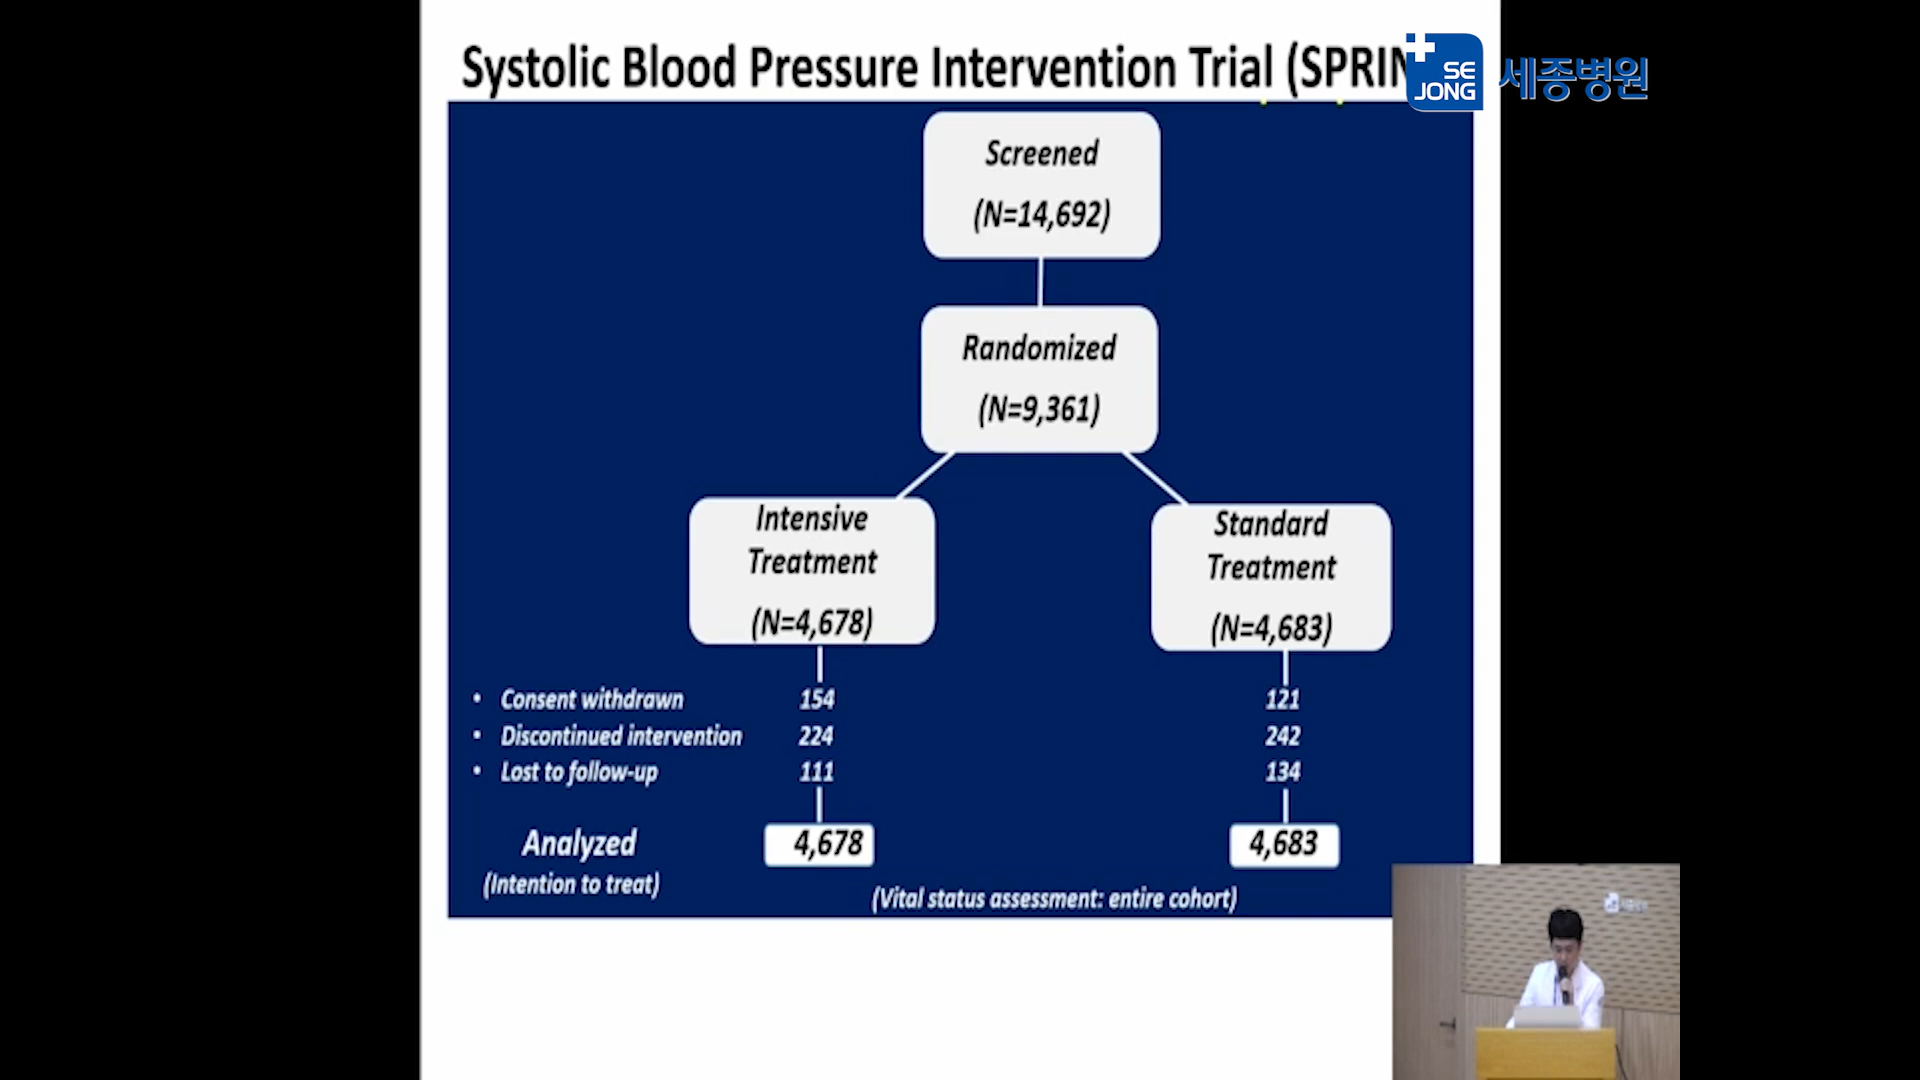 Systolic Blood Pressure Intervention Trial (SPRIN
SE
JONG
세종병원
Screened
(N=14,692)
Randomized
(N=9,361)
Intensive
Treatment
(N=4,678)
Standard
Treatment
(N=4,683)
• Consent withdrawn 154 121
• Discontinued intervention 224 242
• Lost to follow-up 111 134
Analyzed 4,678 4,683
(Intention to treat)
(Vital status assessment: entire cohort)